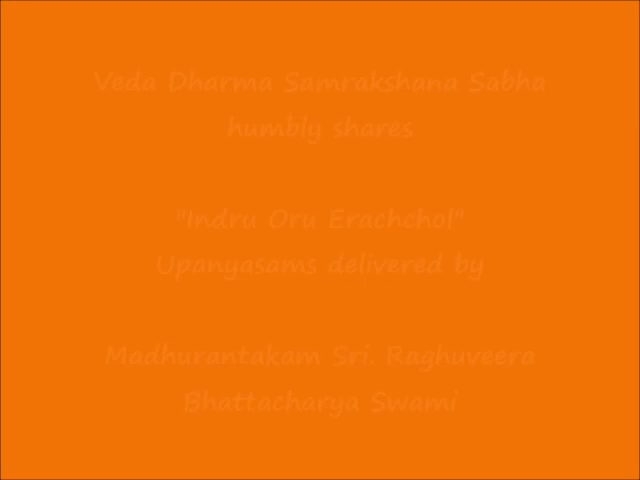 Veda Dharma Samrakshana Sabha
humbly shares
"Indru Oru Erachchol"
Upanyasams delivered by
Madhurantakam Sri. Raghuveera
Bhattacharya Swami